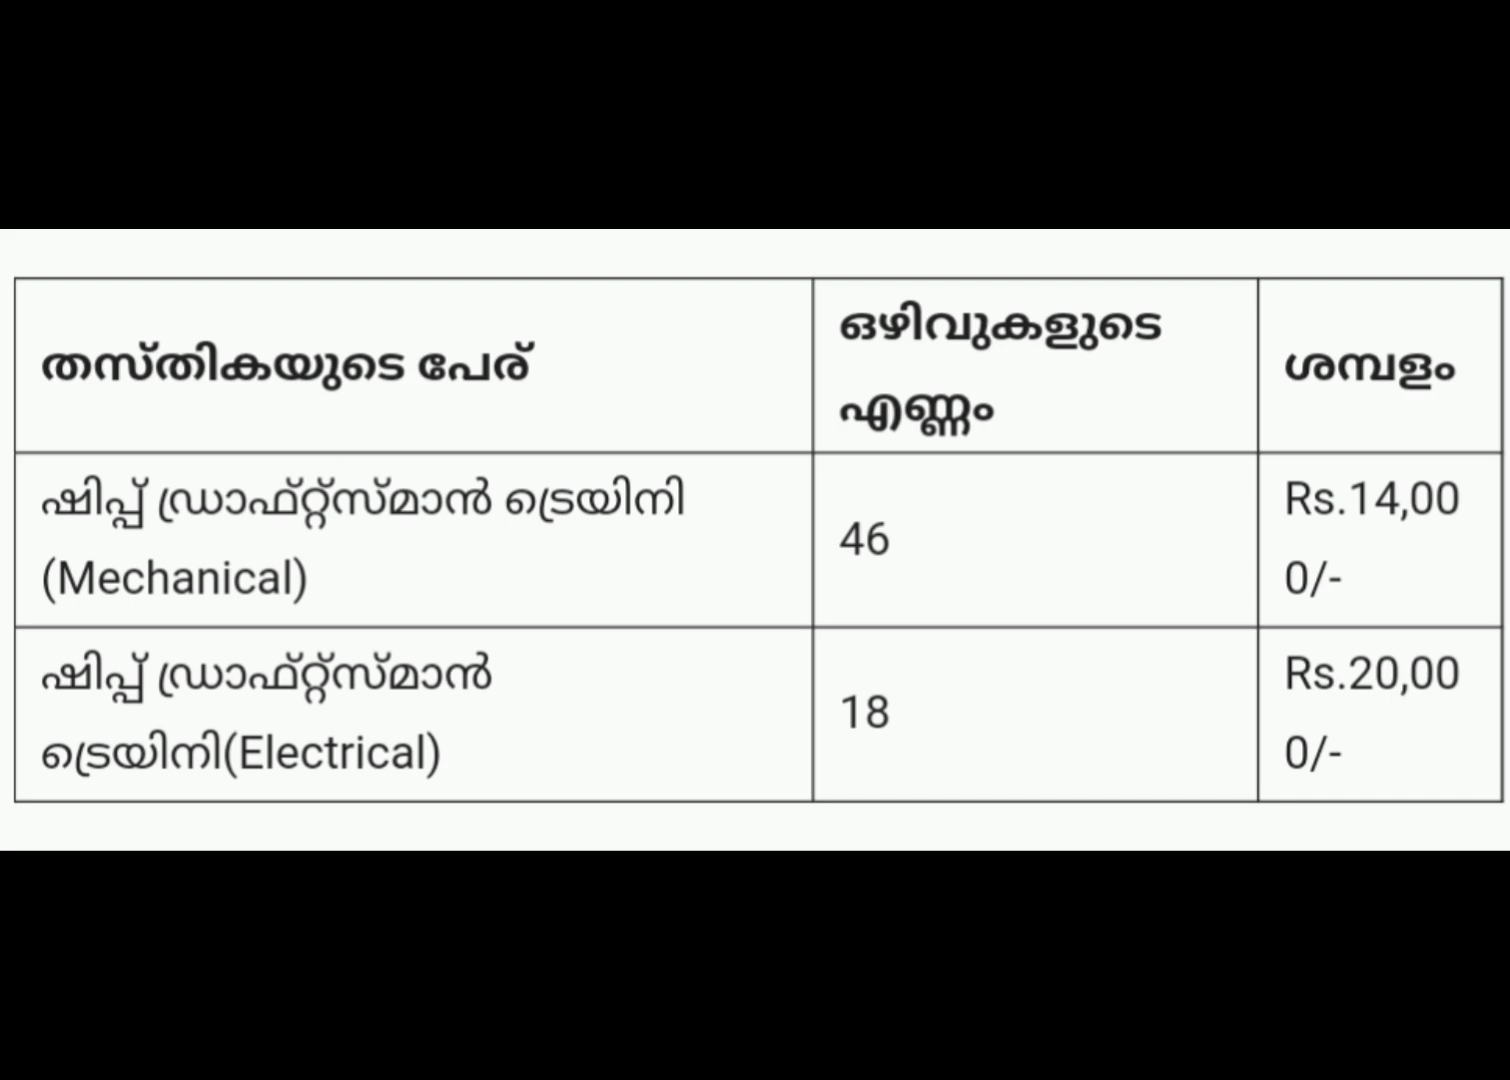 തസ്തികയുടെ പേര്
ഒഴിവുകളുടെ
എണ്ണം
ശമ്പളം
ഷിപ്പ് ഡ്രാഫ്റ്റ്സ്മാൻ ട്രെയിനി
(Mechanical)
46
Rs.14,00
0/-
ഷിപ്പ് ഡ്രാഫ്റ്റ്സ്മാൻ
ട്രെയിനി(Electrical)
18
Rs.20,00
0/-